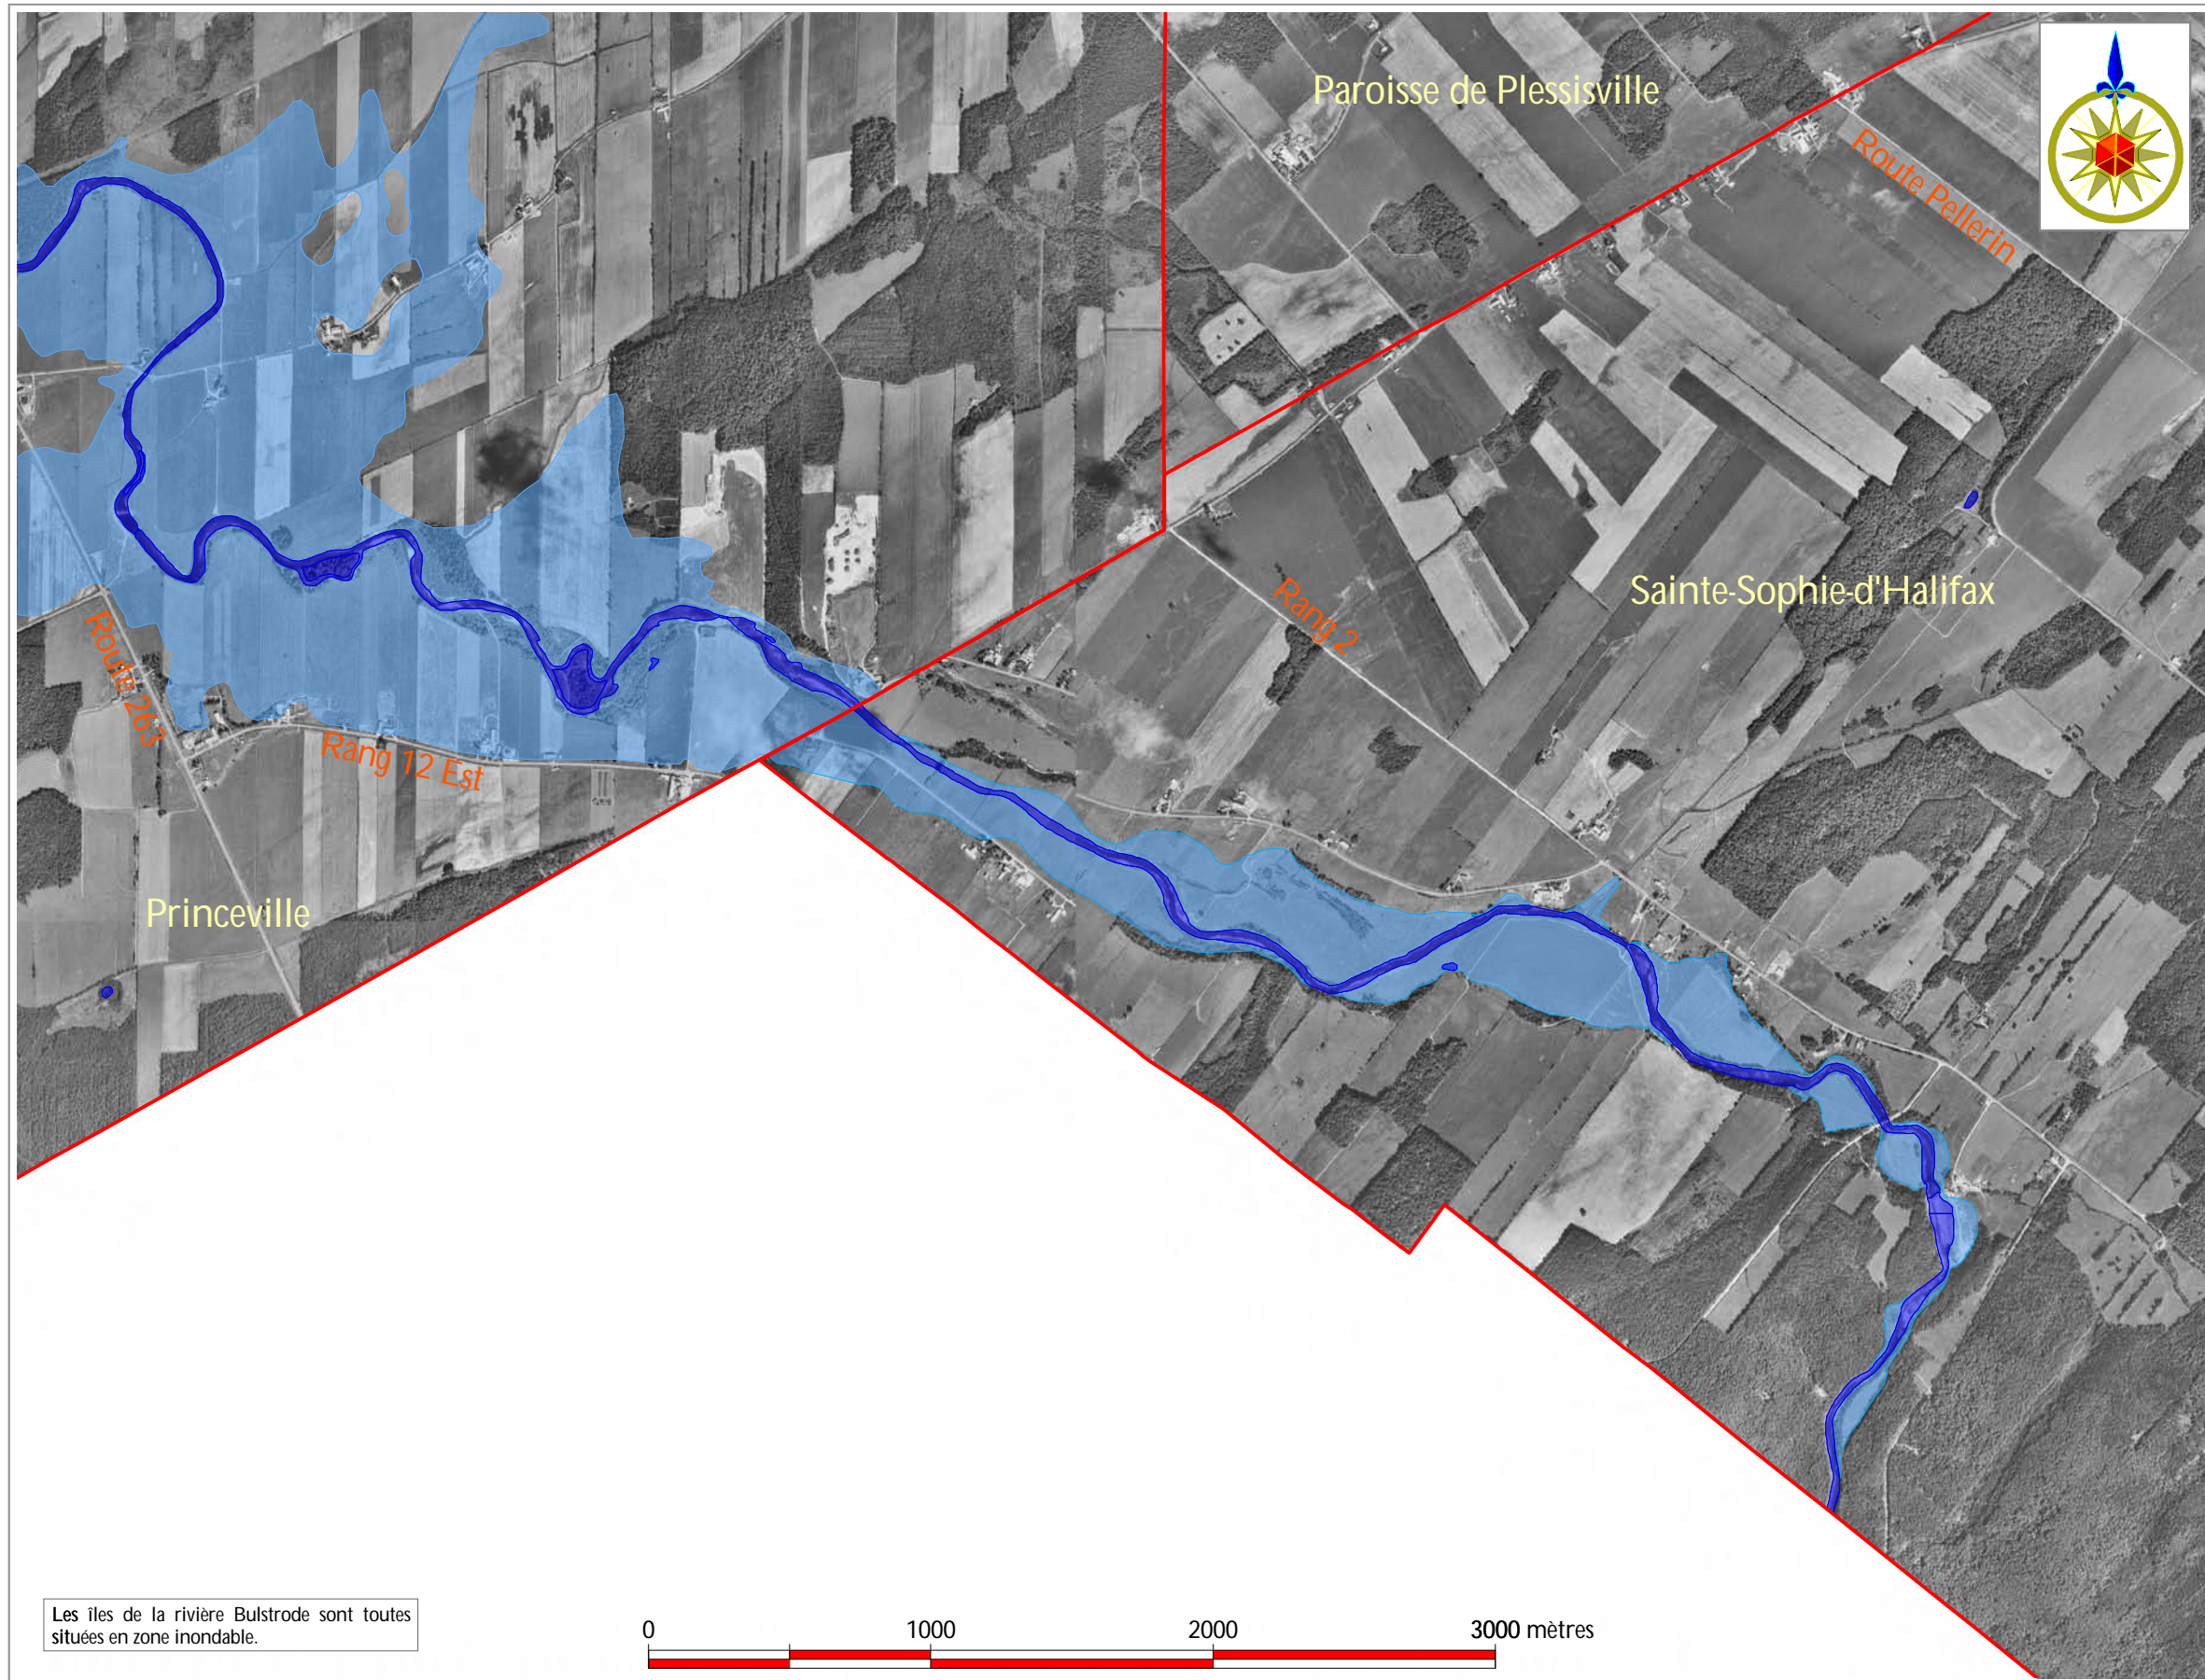 Paroisse de Plessisville
Route Pellerin
Sainte-Sophie-d'Halifax
Rang 2
Route 263
Rang 12 Est
Princeville
Les îles de la rivière Bulstrode sont toutes
situées en zone inondable.
0 1000 2000 3000 mètres